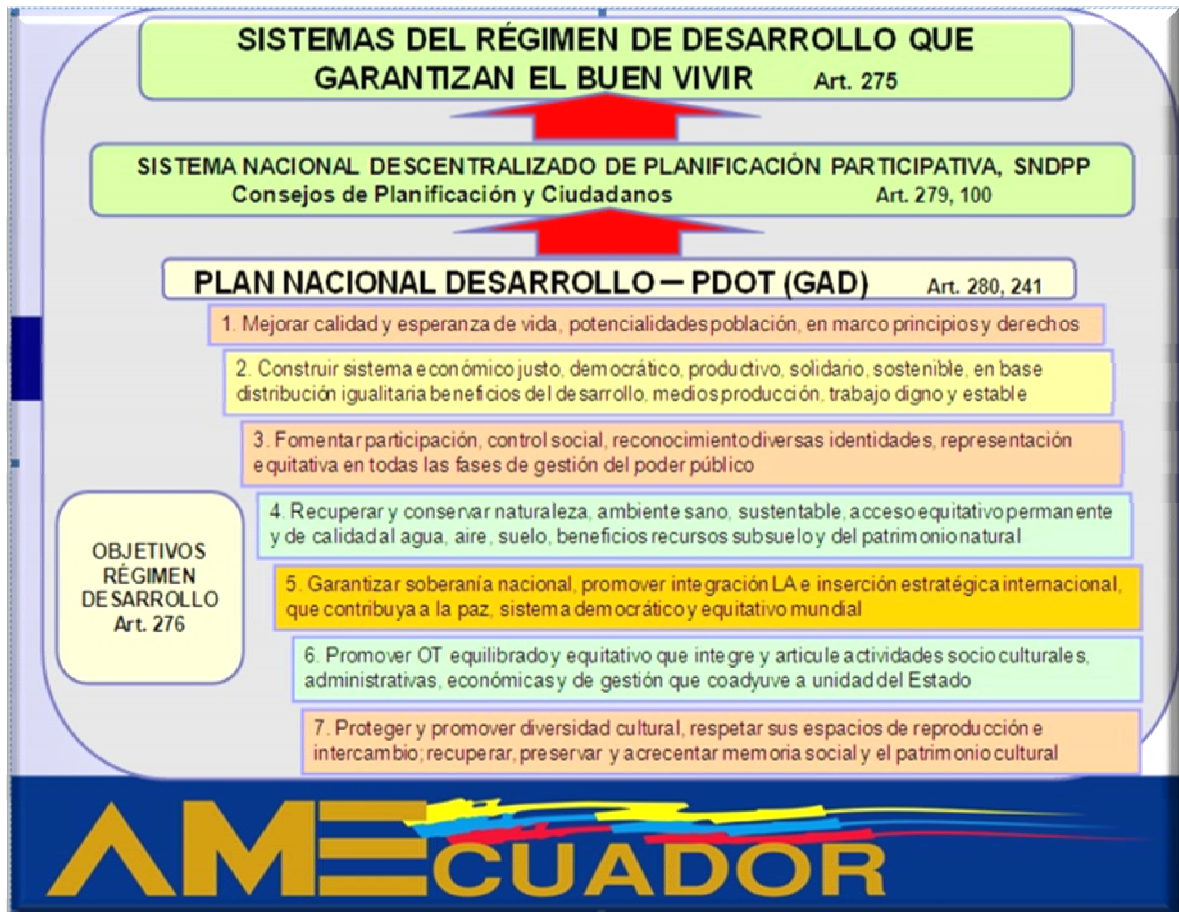 SISTEMAS DEL RÉGIMEN DE DESARROLLO QUE
GARANTIZAN EL BUEN VIVIR Art. 275
SISTEMA NACIONAL DESCENTRALIZADO DE PLANIFICACIÓN PARTICIPATIVA, SNDPP
Consejos de Planificación y Ciudadanos Art. 279, 100
PLAN NACIONAL DESARROLLO – PDOT (GAD) Art. 280, 241
1. Mejorar calidad y esperanza de vida, potencialidades población, en marco principios y derechos
2. Construir sistema económico justo, democrático, productivo, solidario, sostenible, en base
distribución igualitaria beneficios del desarrollo, medios producción, trabajo digno y estable
3. Fomentar participación, control social, reconocimiento diversas identidades, representación
equitativa en todas las fases de gestión del poder público
4. Recuperar y conservar naturaleza, ambiente sano, sustentable, acceso equitativo permanente
y de calidad al agua, aire, suelo, beneficios recursos subsuelo y del patrimonio natural
OBJETIVOS
RÉGIMEN
DESARROLLO
Art. 276
5. Garantizar soberanía nacional, promover integración LA e inserción estratégica internacional,
que contribuya a la paz, sistema democrático y equitativo mundial
6. Promover OT equilibrado y equitativo que integre y articule actividades socio culturales,
administrativas, económicas y de gestión que coadyuve a unidad del Estado
7. Proteger y promover diversidad cultural, respetar sus espacios de reproducción e
intercambio; recuperar, preservar y acrecentar memoria social y el patrimonio cultural
AMECUADOR